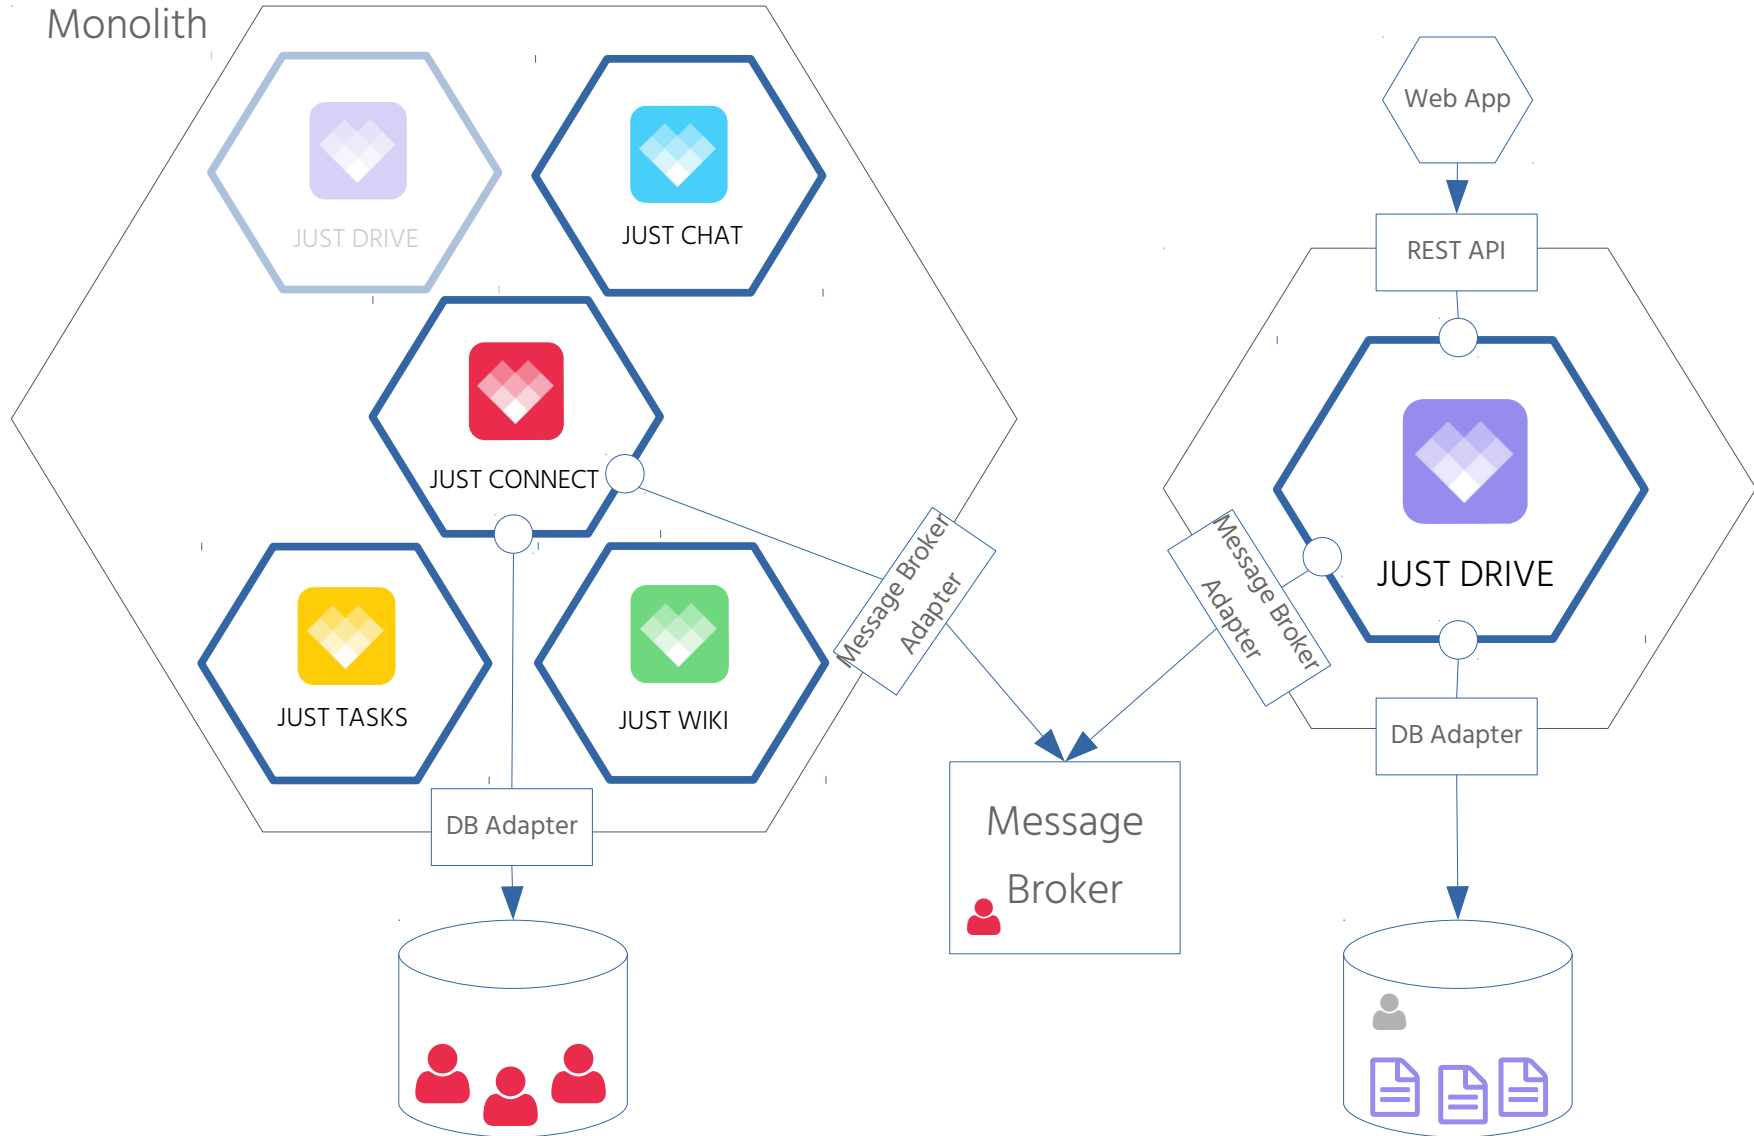 Monolith
JUST DRIVE
JUST CHAT
JUST CONNECT
JUST TASKS
JUST WIKI
DB Adapter
Message Broker
Adapter
Message
Broker
Web App
REST API
JUST DRIVE
Message Broker
Adapter
DB Adapter